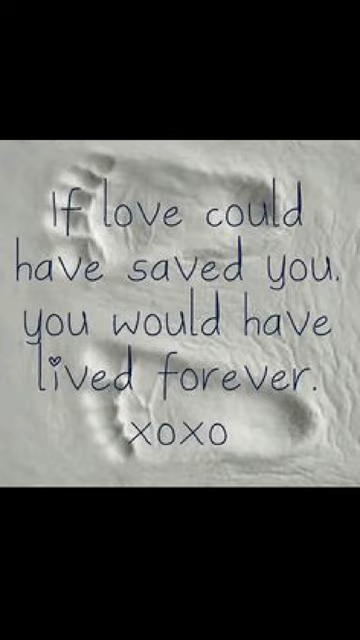 If love could
have saved you.
you would have
lived forever.
xoxo